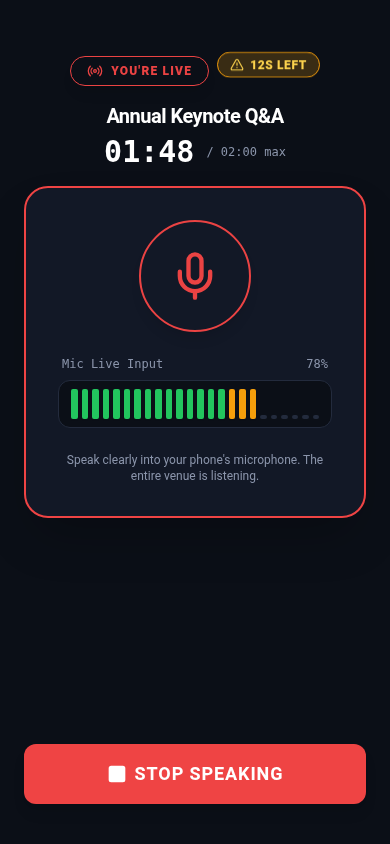 YOU'RE LIVE
12S LEFT
Annual Keynote Q&A
01:48 / 02:00 max
Mic Live Input 78%
Speak clearly into your phone's microphone. The
entire venue is listening.
STOP SPEAKING